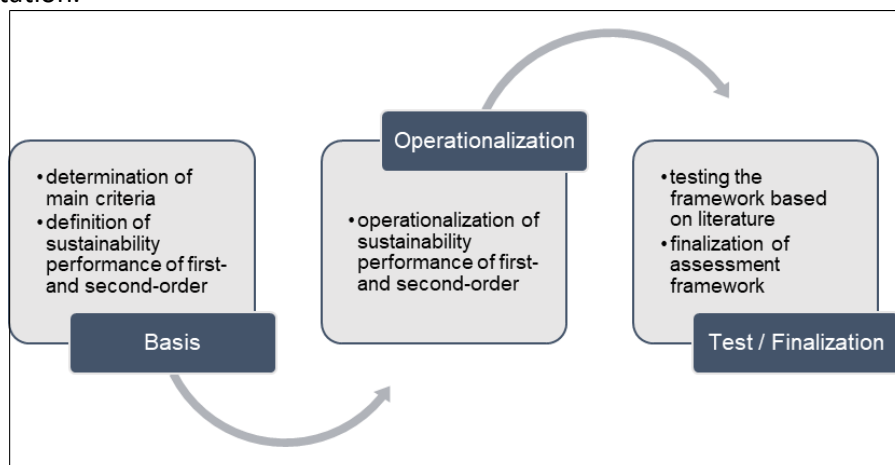 •determination of
main criteria
•definition of
sustainability
performance of first-
and second-order
Basis
Operationalization
•operationalization of
sustainability
performance of first-
and second-order
•testing the
framework based
on literature
•finalization of
assessment
framework
Test / Finalization